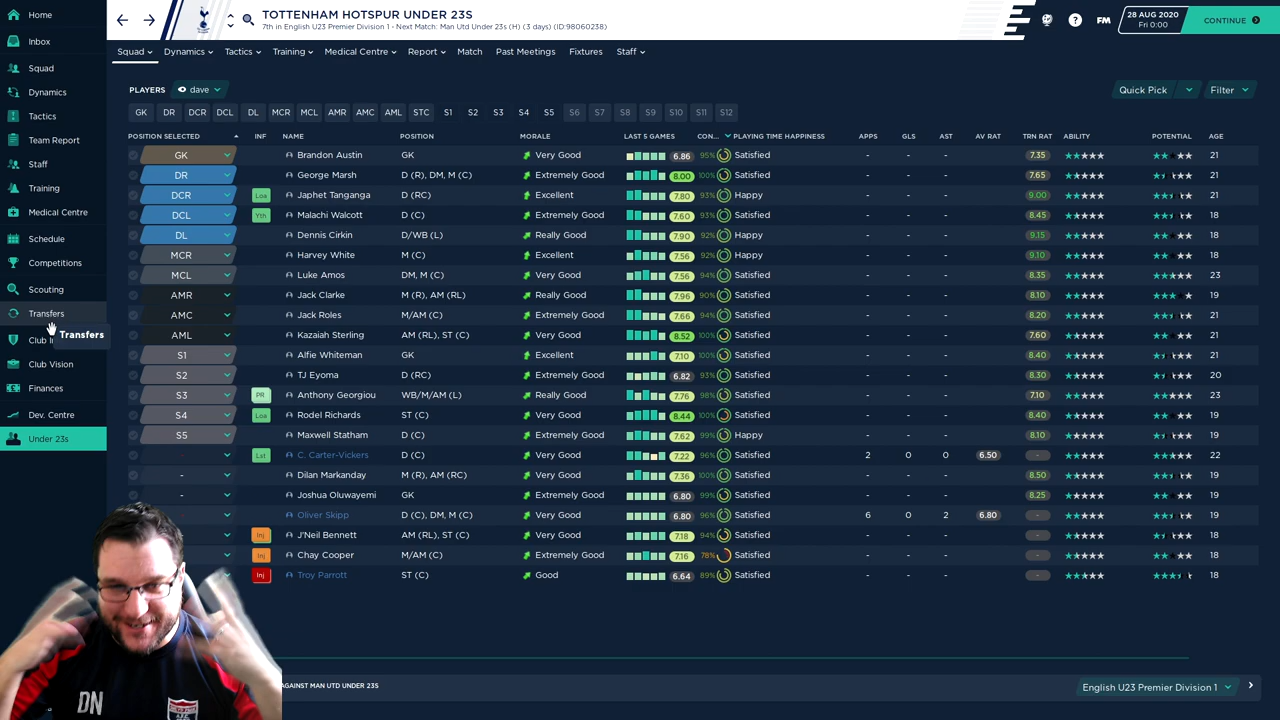 Home
Inbox
Squad
Dynamics
Tactics
Team Report
Staff
Training
Medical Centre
Schedule
Competitions
Scouting
Transfers
Transfers
Club
Club Vision
Finances
Dev. Centre
Under 23s
TOTTENHAM HOTSPUR UNDER 23S
7th in English U23 Premier Division 1 - Next Match: Man Utd Under 23s (H) (3 days) (ID:98060238)
? FM
28 AUG 2020
Fri 0:00
CONTINUE
Squad Dynamics Tactics Training Medical Centre Report Match Past Meetings Fixtures Staff
PLAYERS dave Quick Pick Filter
GK DR DCR DCL DL MCR MCL AMR AMC AML STC S1 S2 S3 S4 S5 S6 S7 S8 S9 S10 S11 S12
POSITION SELECTED INF NAME POSITION MORALE LAST 5 GAMES CON... PLAYING TIME HAPPINESS APPS GLS AST AV RAT TRN RAT ABILITY POTENTIAL AGE
GK Brandon Austin GK Very Good 6.86 95% Satisfied - - - - 7.35 21
DR George Marsh D (R), DM, M (C) Extremely Good 8.00 100% Satisfied - - - - 7.65 21
DCR Loa Japhet Tanganga D (RC) Excellent 7.80 93% Happy - - - - 9.00 21
DCL Yth Malachi Walcott D (C) Extremely Good 7.60 93% Satisfied - - - - 8.45 18
DL Dennis Cirkin D/WB (L) Really Good 7.90 92% Happy - - - - 9.15 18
MCR Harvey White M (C) Excellent 7.56 92% Happy - - - - 9.10 18
MCL Luke Amos DM, M (C) Very Good 7.56 94% Satisfied - - - - 8.35 23
AMR Jack Clarke M (R), AM (RL) Really Good 7.96 90% Satisfied - - - - 8.10 19
AMC Jack Roles M/AM (C) Very Good 7.66 94% Satisfied - - - - 8.20 21
AML Kazaiah Sterling AM (RL), ST (C) Very Good 8.52 92% Satisfied - - - - 7.60 21
S1 Alfie Whiteman GK Excellent 7.10 100% Satisfied - - - - 8.40 21
S2 TJ Eyoma D (RC) Extremely Good 6.82 93% Satisfied - - - - 8.30 20
S3 PR Anthony Georgiou WB/M/AM (L) Really Good 7.76 98% Satisfied - - - - 7.10 23
S4 Loa Rodel Richards ST (C) Very Good 8.44 100% Satisfied - - - - 8.40 19
S5 Maxwell Statham D (C) Extremely Good 7.62 99% Happy - - - - 8.10 19
- Lst C. Carter-Vickers D (C) Very Good 7.22 96% Satisfied 2 0 0 6.50 - 22
- Dilan Markanday M (R), AM (RC) Very Good 7.36 100% Satisfied - - - - 8.50 19
- Joshua Oluwayemi GK Extremely Good 6.80 99% Satisfied - - - - 8.25 19
- Oliver Skipp D (C), DM, M (C) Extremely Good 6.80 96% Satisfied 6 0 2 6.80 - 19
Inj J'Neil Bennett AM (RL), ST (C) Very Good 7.18 94% Satisfied - - - - - 18
Inj Chay Cooper M/AM (C) Extremely Good 7.16 78% Satisfied - - - - - 18
Inj Troy Parrott ST (C) Good 6.64 89% Satisfied - - - - - 18
AGAINST MAN UTD UNDER 23S
English U23 Premier Division 1
DN